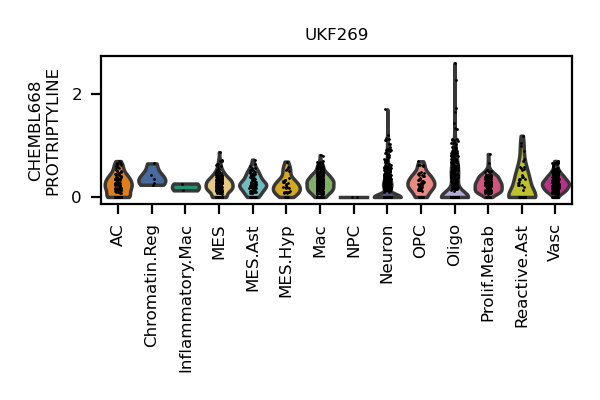 UKF269
CHEMBL668
PROTRIPTYLINE
2
0
AC
Chromatin.Reg
Inflammatory.Mac
MES
MES.Ast
MES.Hyp
Mac
NPC
Neuron
OPC
Oligo
Prolif.Metab
Reactive.Ast
Vasc